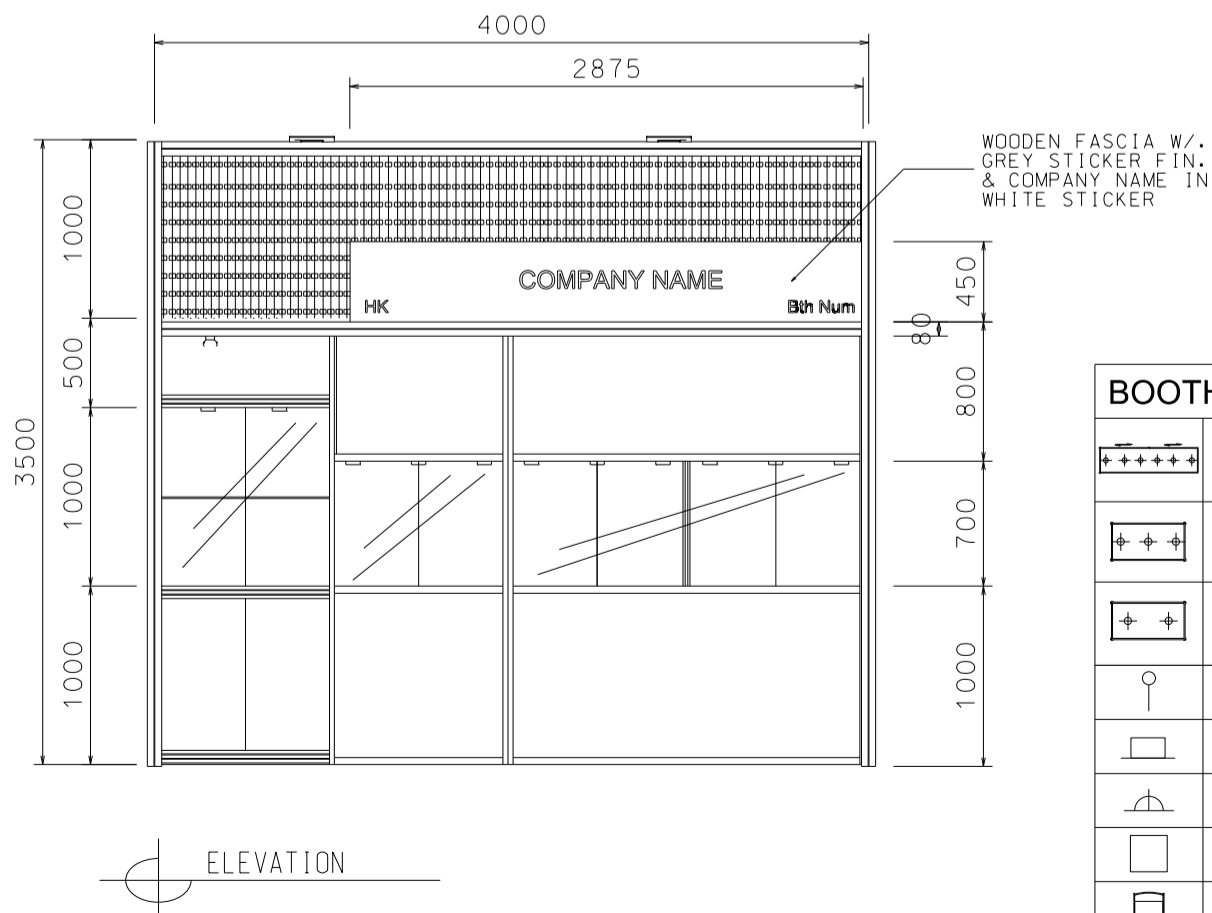 4000
2875
WOODEN FASCIA W/.
GREY STICKER FIN.
& COMPANY NAME IN
WHITE STICKER
3500
1000
500
1000
1000
COMPANY NAME
HK
Bth Num
450
80
800
700
1000
BOOTH
ELEVATION